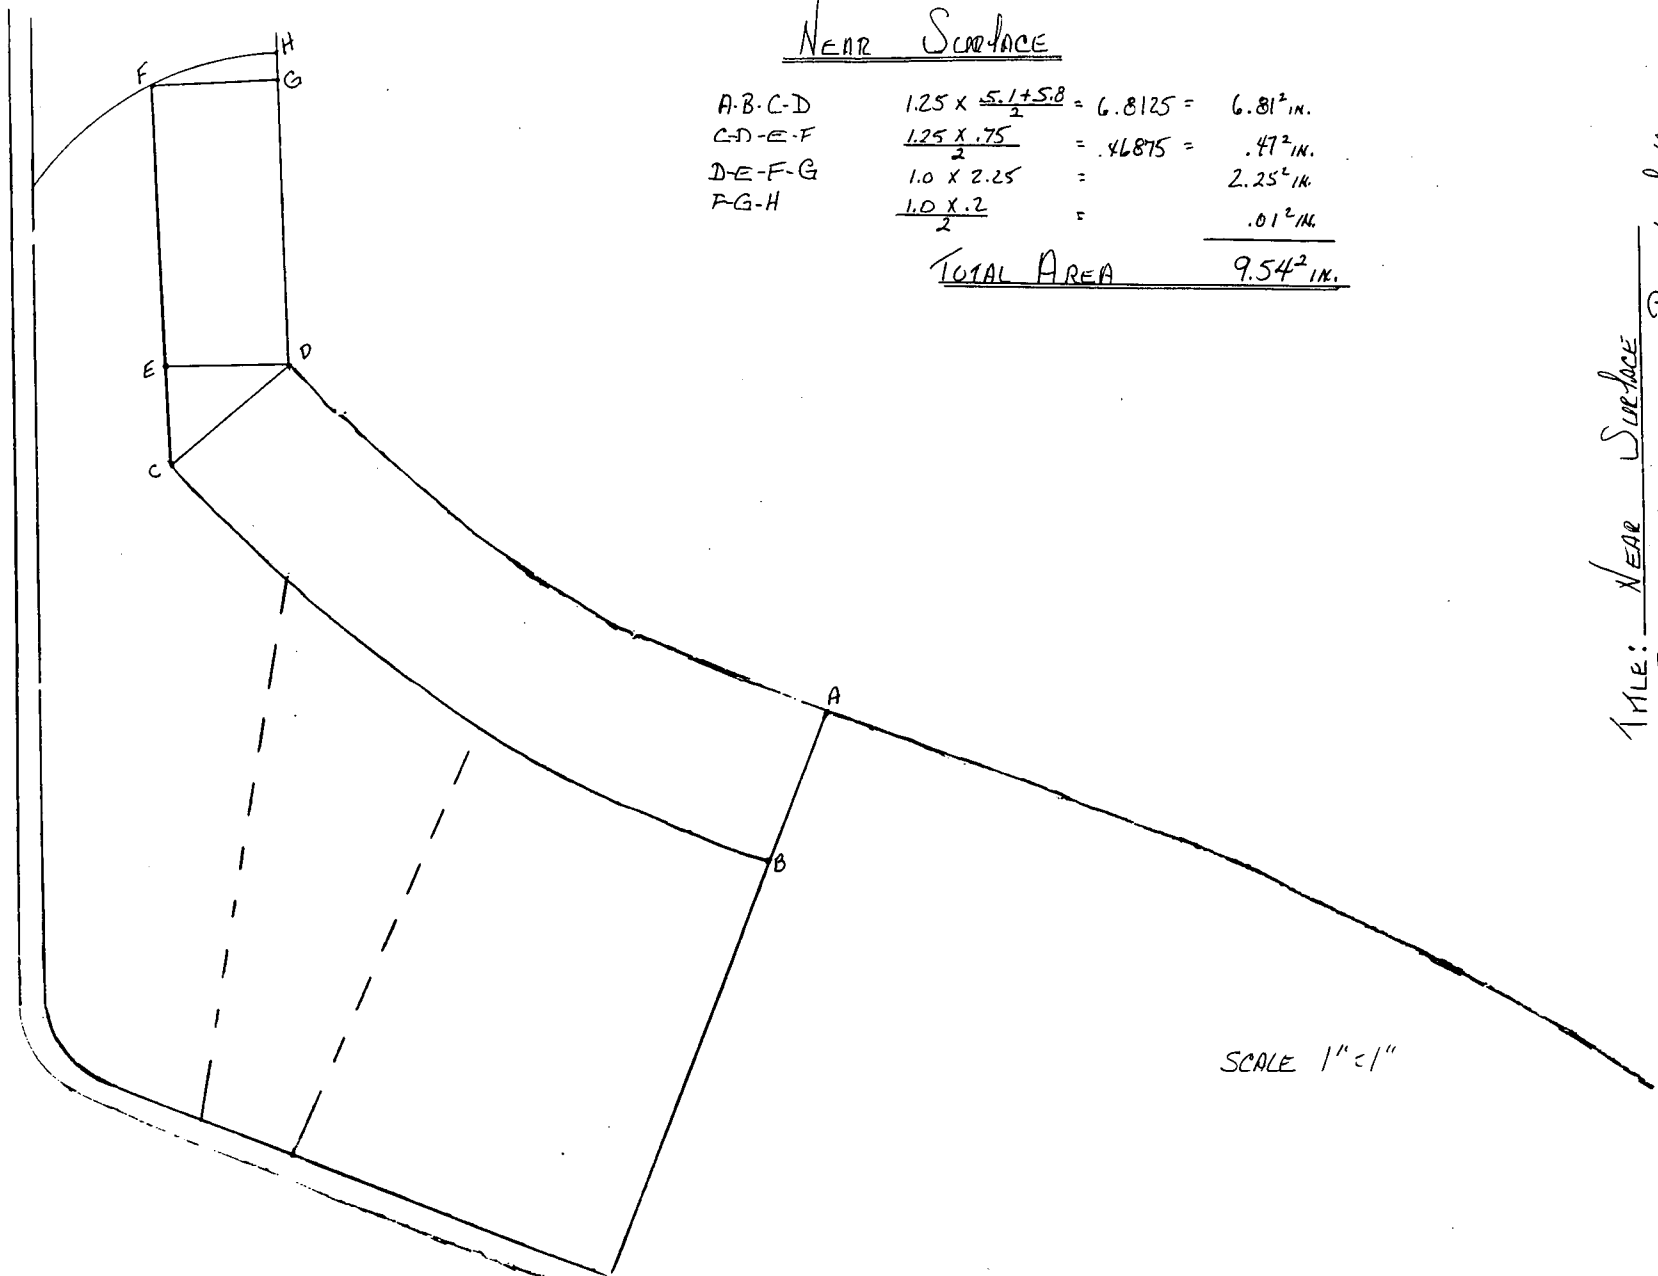 NEAR SURFACE
A-B-C-D 1.25 x 5.1+5.8/2 = 6.8125 = 6.81² IN.
C-D-E-F 1.25 x .75/2 = .46875 = .47² IN.
D-E-F-G 1.0 x 2.25 = 2.25² IN.
F-G-H 1.0 x .2/2 = .01² IN.
TOTAL AREA 9.54² IN.
H
F
G
E
D
C
A
B
SCALE 1"=1"
TITLE: NEAR SURFACE